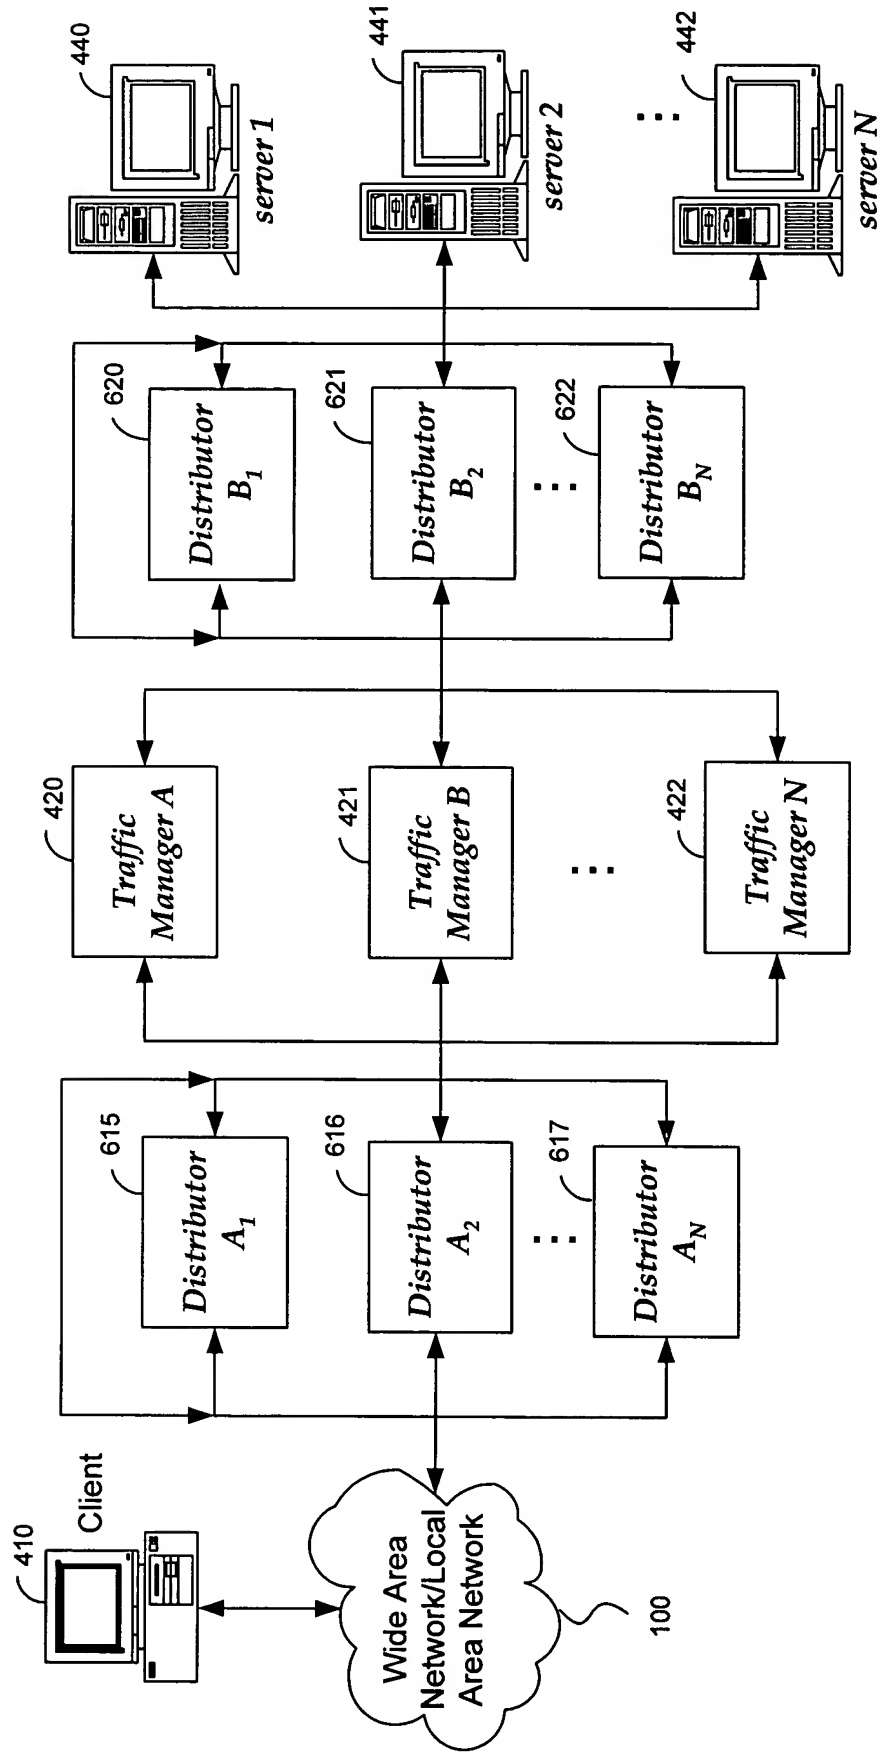 410
Client
Wide Area
Network/Local
Area Network
100
615
Distributor
A1
616
Distributor
A2
...
617
Distributor
AN
420
Traffic
Manager A
421
Traffic
Manager B
...
422
Traffic
Manager N
620
Distributor
B1
621
Distributor
B2
...
622
Distributor
BN
440
server 1
441
server 2
...
442
server N